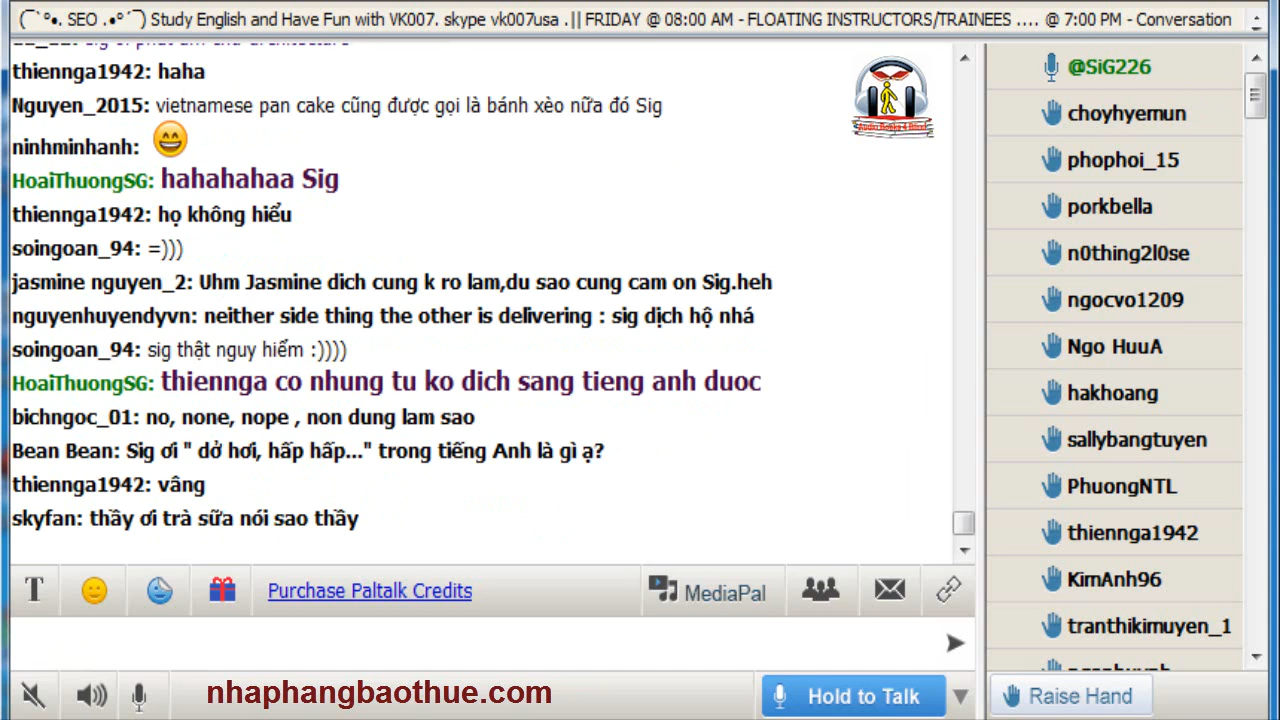 (¯`°•. SEO .•°´¯) Study English and Have Fun with VK007. skype vk007usa .|| FRIDAY @ 08:00 AM - FLOATING INSTRUCTORS/TRAINEES .... @ 7:00 PM - Conversation
thiennga1942: haha
Nguyen_2015: vietnamese pan cake cũng được gọi là bánh xèo nữa đó Sig
ninhminhanh:
HoaiThuongSG: hahahahaa Sig
thiennga1942: họ không hiểu
soingoan_94: =)))
jasmine nguyen_2: Uhm Jasmine dich cung k ro lam,du sao cung cam on Sig.heh
nguyenhuyendyvn: neither side thing the other is delivering : sig dịch hộ nhá
soingoan_94: sig thật nguy hiểm :))))
HoaiThuongSG: thiennga co nhung tu ko dich sang tieng anh duoc
bichngoc_01: no, none, nope , non dung lam sao
Bean Bean: Sig ơi " dở hơi, hấp hấp..." trong tiếng Anh là gì ạ?
thiennga1942: vâng
skyfan: thầy ơi trà sữa nói sao thầy
Audio Books 4 Blind
@SiG226
choyhyemun
phophoi_15
porkbella
n0thing2l0se
ngocvo1209
Ngo HuuA
hakhoang
sallybangtuyen
PhuongNTL
thiennga1942
KimAnh96
tranthikimuyen_1
T
Purchase Paltalk Credits
MediaPal
nhaphangbaothue.com
Hold to Talk
Raise Hand